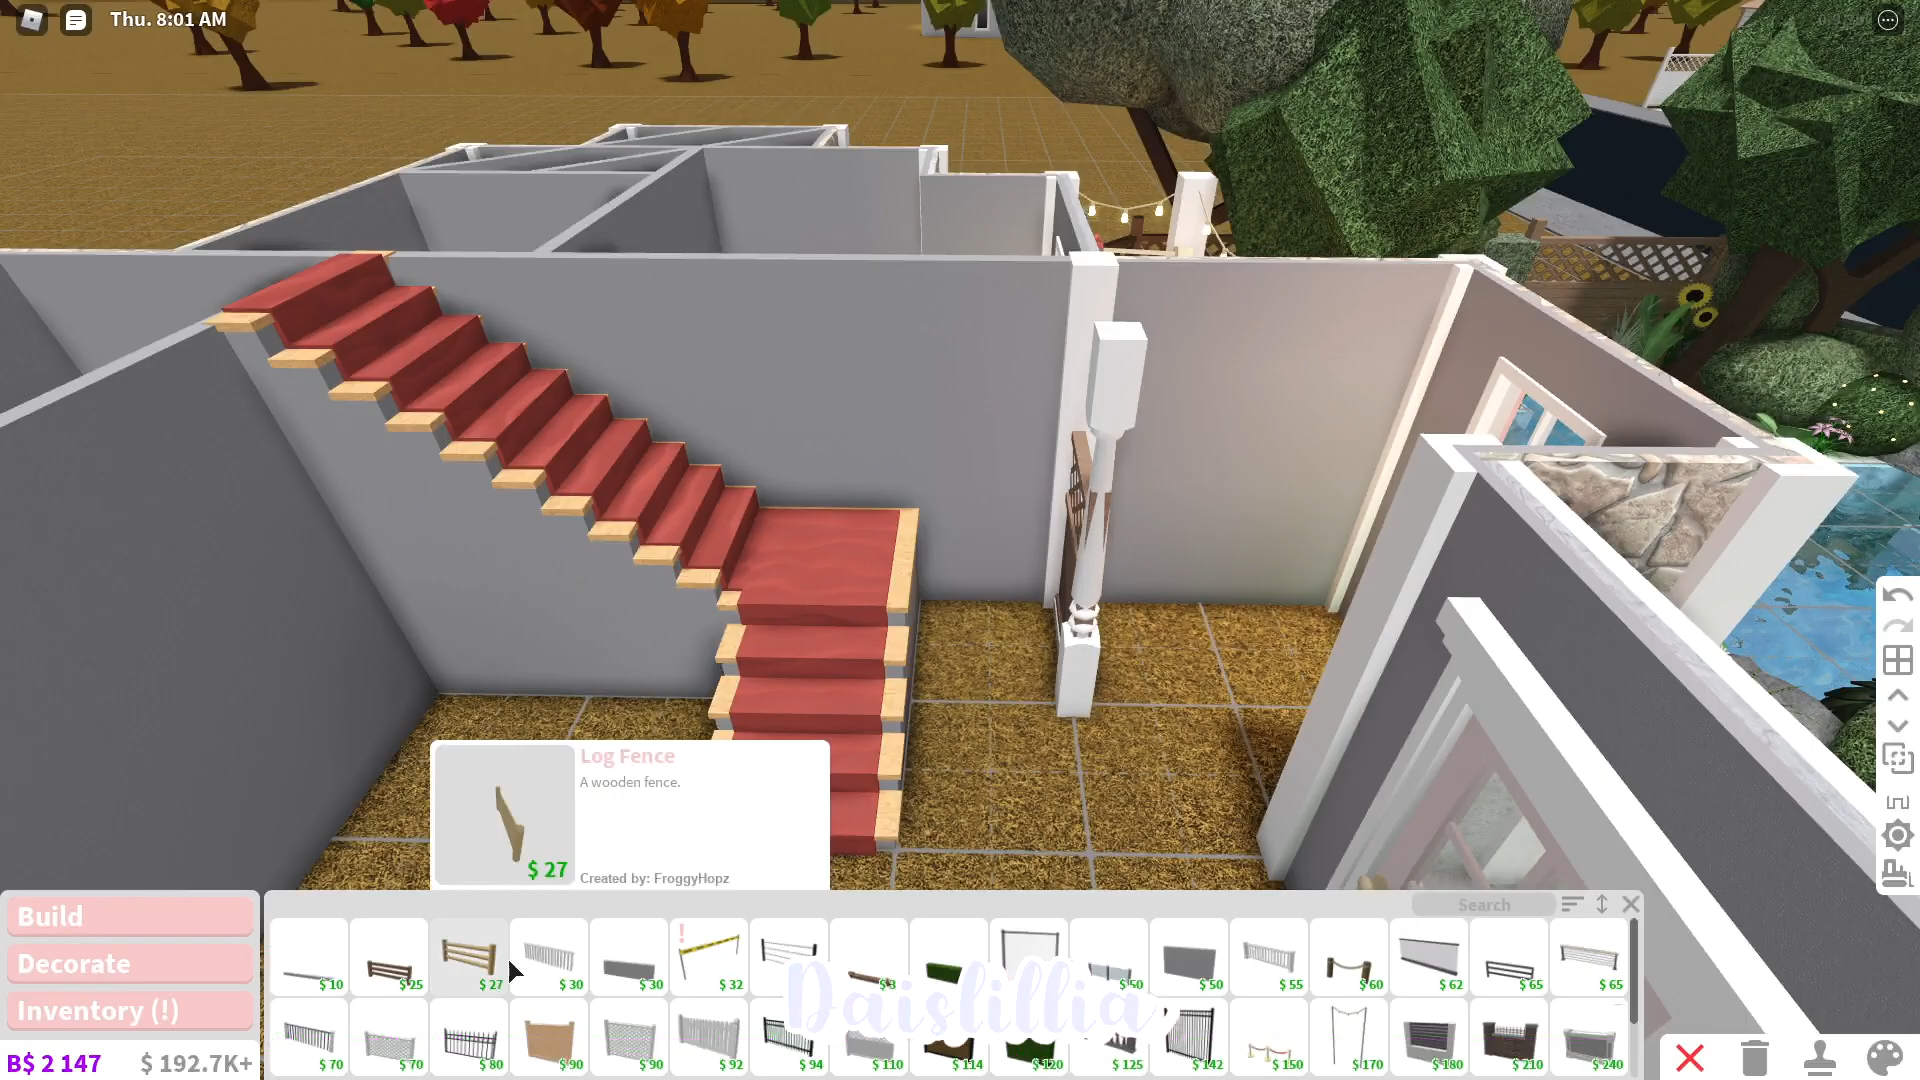 Thu. 8:01 AM
Log Fence
A wooden fence.
$ 27
Created by: FroggyHopz
Build
Decorate
Inventory (!)
B$ 2 147
$ 192.7K+
Search
$ 10
$ 25
$ 27
$ 30
$ 30
!
$ 32
$ 50
$ 50
$ 55
$ 60
$ 62
$ 65
$ 65
Daislillia
$ 70
$ 70
$ 80
$ 90
$ 90
$ 92
$ 94
$ 110
$ 114
$ 120
$ 125
$ 142
$ 150
$ 170
$ 180
$ 210
$ 240